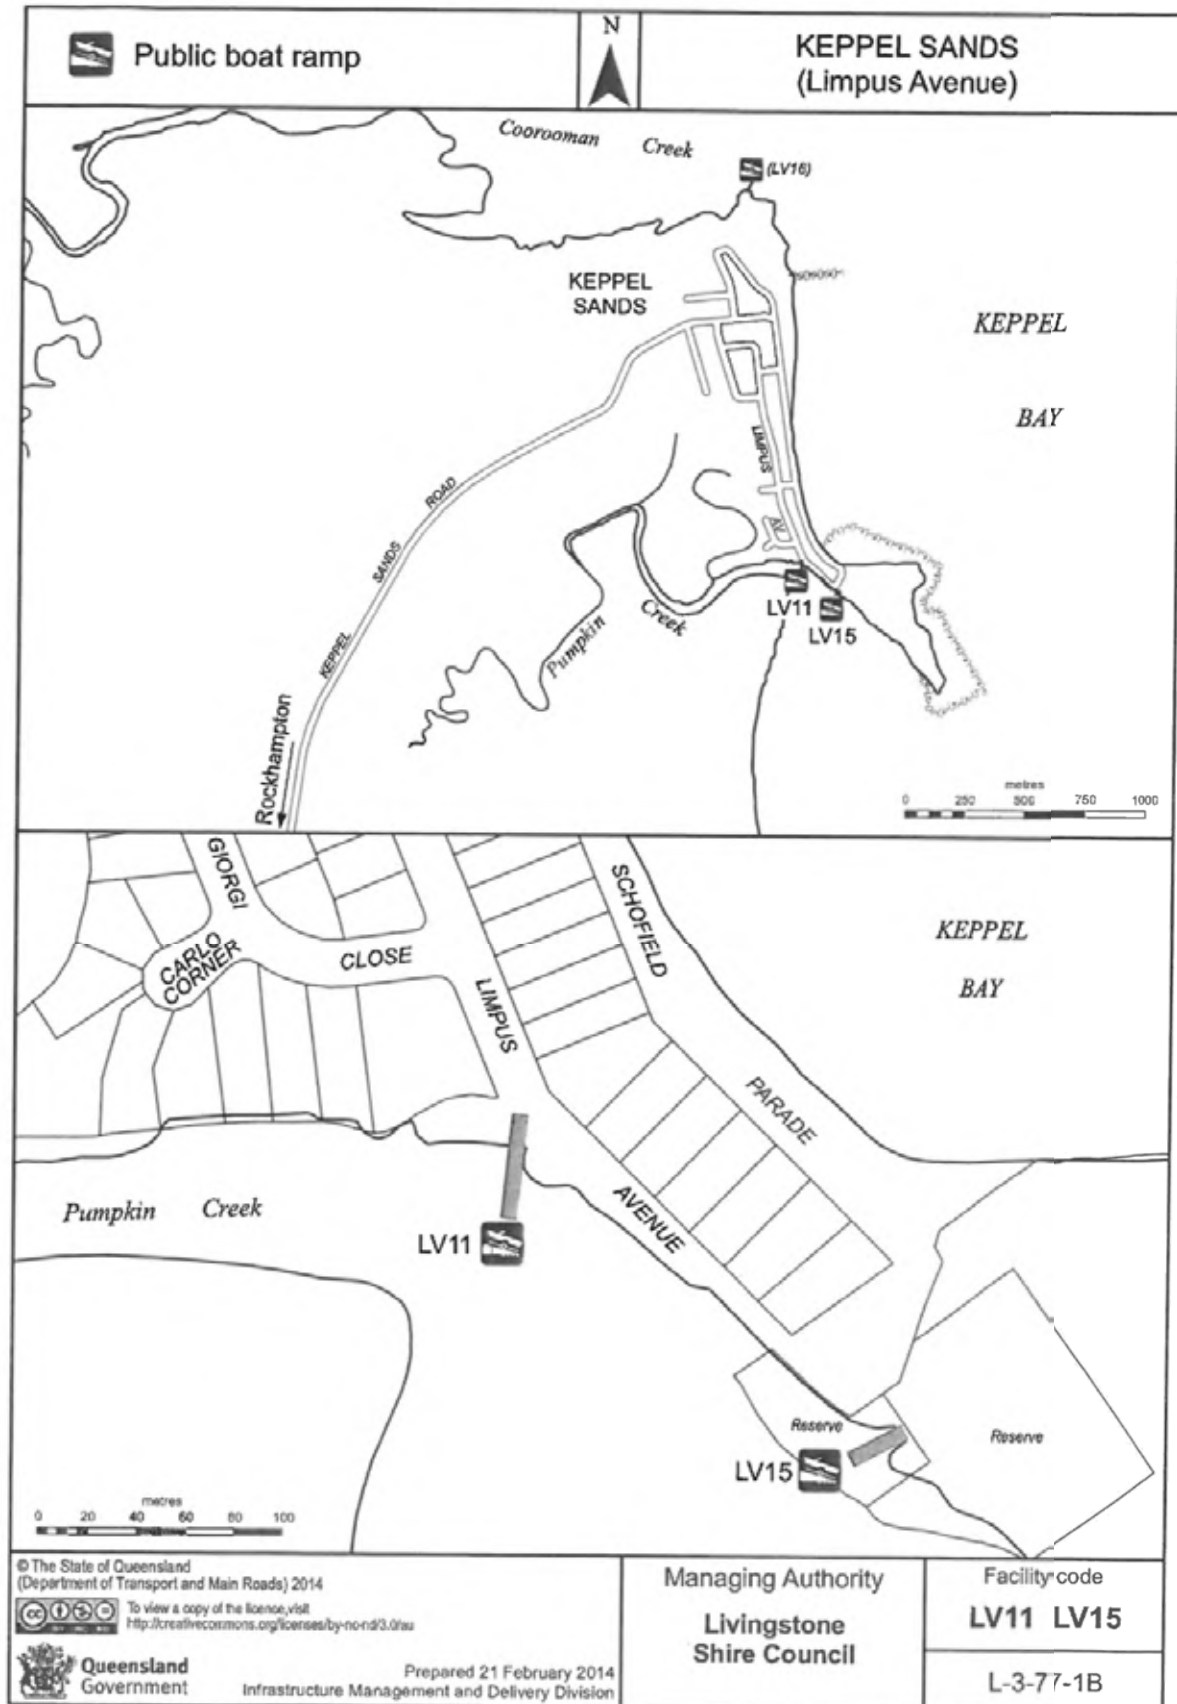 Public boat ramp
N
KEPPEL SANDS
(Limpus Avenue)
Coorooman Creek
(LV16)
KEPPEL
SANDS
KEPPEL
BAY
LIMPUS
AV
KEPPEL SANDS ROAD
LV11
LV15
Pumpkin Creek
Rockhampton
metres
0 250 500 750 1000
GIORGI
CLOSE
CARLO
CORNER
LIMPUS
AVENUE
SCHOFIELD
PARADE
KEPPEL
BAY
Pumpkin Creek
LV11
Reserve
Reserve
LV15
metres
0 20 40 60 80 100
© The State of Queensland
(Department of Transport and Main Roads) 2014
cc
To view a copy of the licence,visit
http://creativecommons.org/licenses/by-no-nd/3.0/au
Queensland
Government
Prepared 21 February 2014
Infrastructure Management and Delivery Division
Managing Authority
Livingstone
Shire Council
Facility code
LV11 LV15
L-3-77-1B